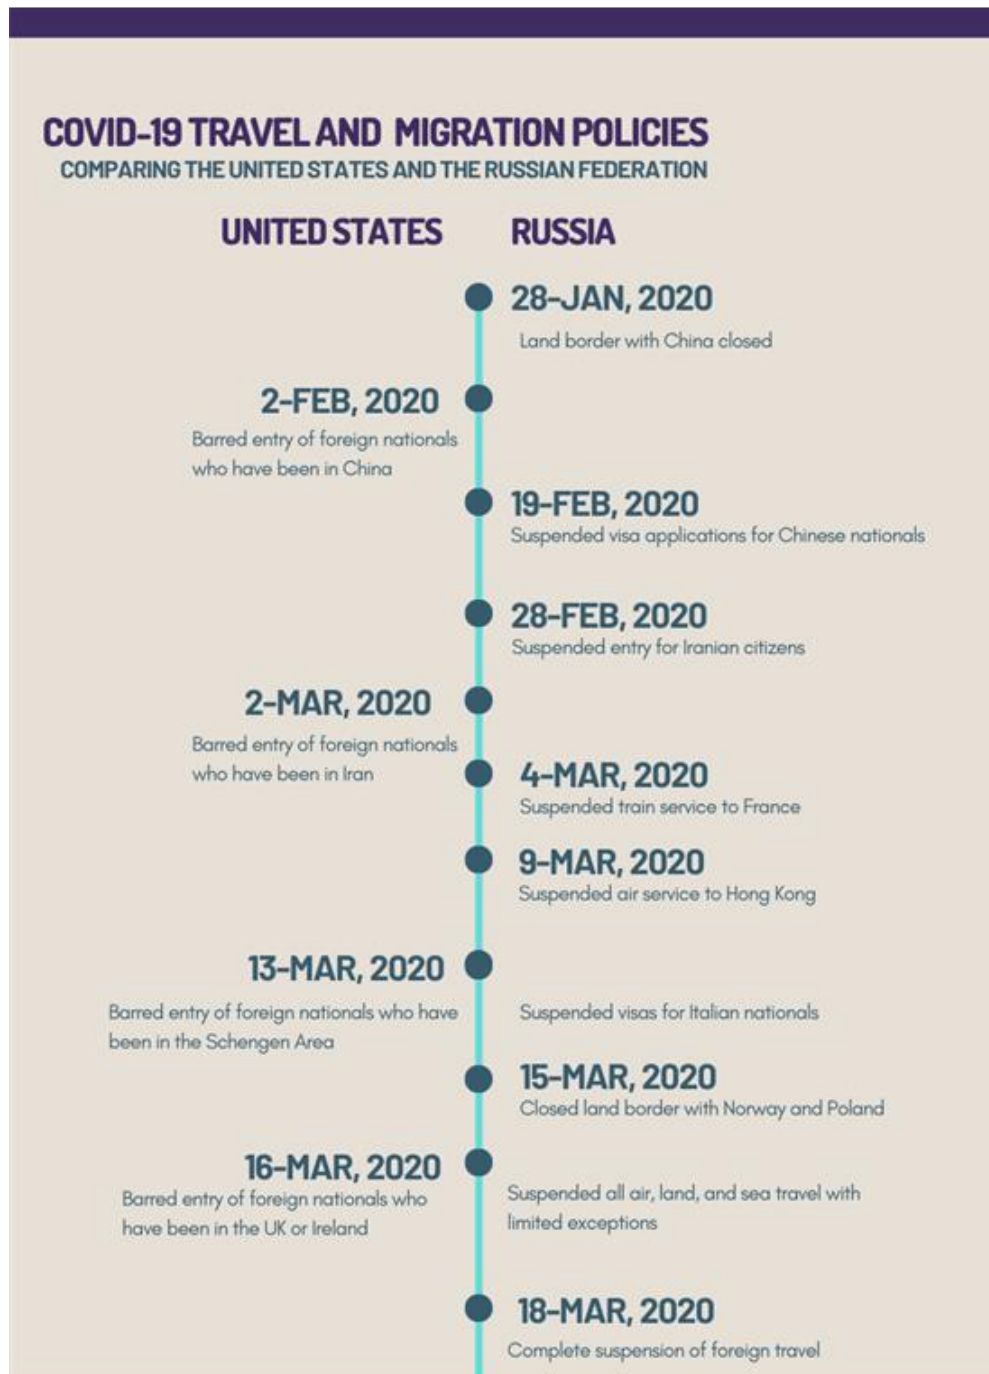 COVID-19 TRAVEL AND MIGRATION POLICIES
COMPARING THE UNITED STATES AND THE RUSSIAN FEDERATION
UNITED STATES
RUSSIA
28-JAN, 2020
Land border with China closed
2-FEB, 2020
Barred entry of foreign nationals
who have been in China
19-FEB, 2020
Suspended visa applications for Chinese nationals
28-FEB, 2020
Suspended entry for Iranian citizens
2-MAR, 2020
Barred entry of foreign nationals
who have been in Iran
4-MAR, 2020
Suspended train service to France
9-MAR, 2020
Suspended air service to Hong Kong
13-MAR, 2020
Barred entry of foreign nationals who have
been in the Schengen Area
Suspended visas for Italian nationals
15-MAR, 2020
Closed land border with Norway and Poland
16-MAR, 2020
Barred entry of foreign nationals who
have been in the UK or Ireland
Suspended all air, land, and sea travel with
limited exceptions
18-MAR, 2020
Complete suspension of foreign travel